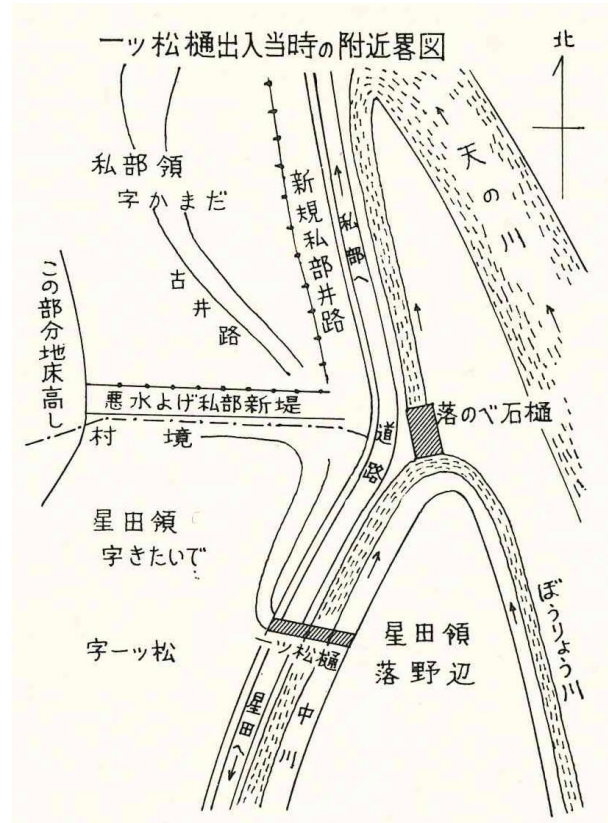 一ッ松樋出入当時の附近畧図
北
私部領
字かまだ
古井路
新規私部井路
私部へ
天の川
この部分地床高し
悪水よけ私部新堤
村境
道路
落のべ石樋
星田領
字きたいで
字一ッ松
一ッ松樋
星田領
落野辺
ぼうりょう川
星田へ
中川